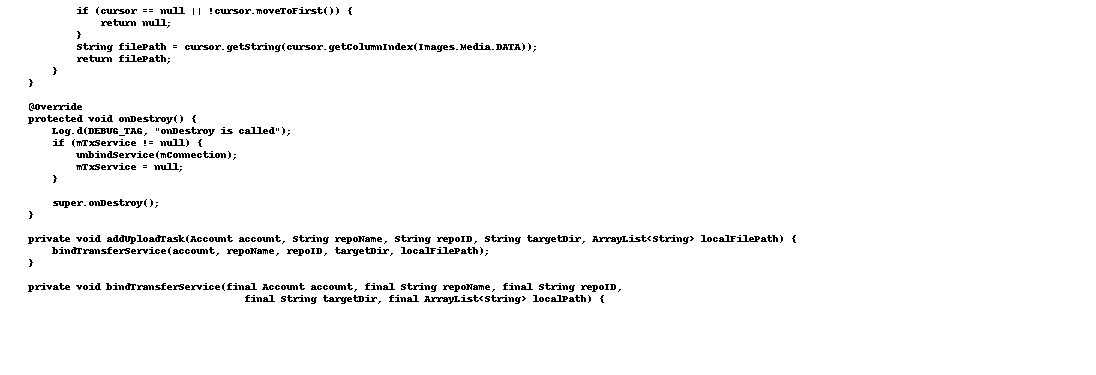 if (cursor == null || !cursor.moveToFirst()) {
return null;
}
String filePath = cursor.getString(cursor.getColumnIndex(Images.Media.DATA));
return filePath;
}
}
@Override
protected void onDestroy() {
Log.d(DEBUG_TAG, "onDestroy is called");
if (mTxService != null) {
unbindService(mConnection);
mTxService = null;
}
super.onDestroy();
}
private void addUploadTask(Account account, String repoName, String repoID, String targetDir, ArrayList<String> localFilePath) {
bindTransferService(account, repoName, repoID, targetDir, localFilePath);
}
private void bindTransferService(final Account account, final String repoName, final String repoID,
final String targetDir, final ArrayList<String> localPath) {